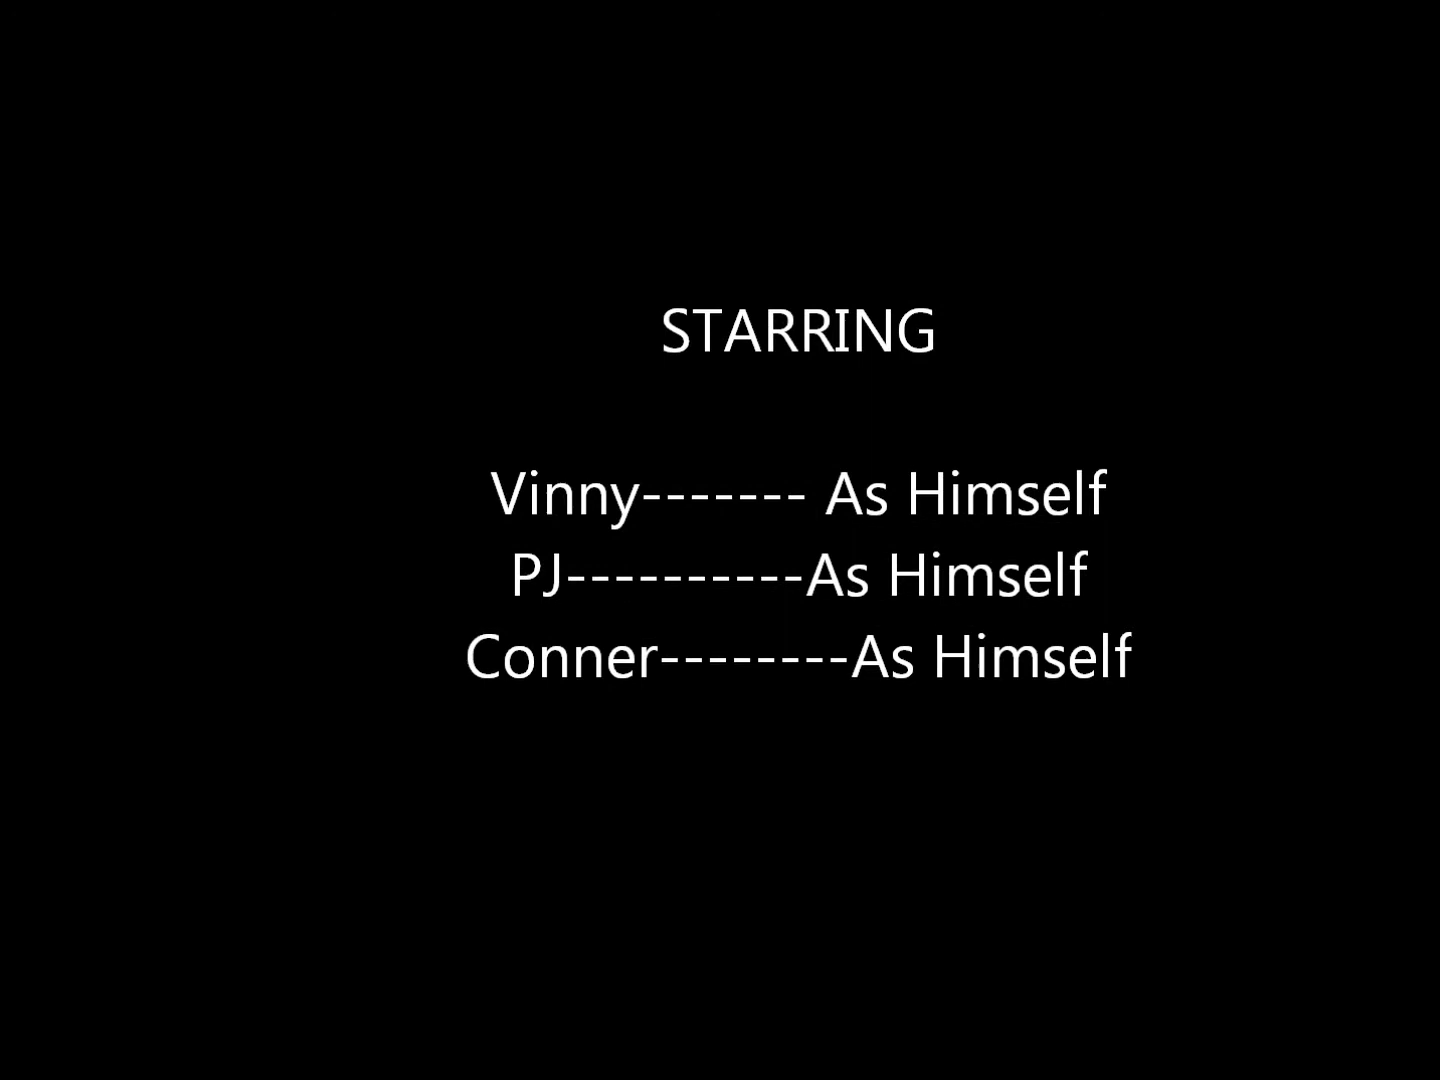 STARRING
Vinny------- As Himself
PJ----------As Himself
Conner--------As Himself